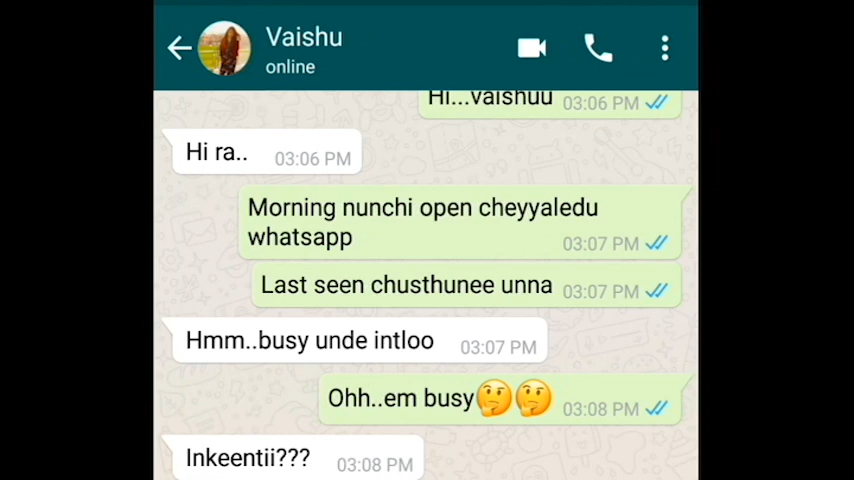 Vaishu
online
Hi...vaishuu 03:06 PM
Hi ra.. 03:06 PM
Morning nunchi open cheyyaledu
whatsapp 03:07 PM
Last seen chusthunee unna 03:07 PM
Hmm..busy unde intloo 03:07 PM
Ohh..em busy🤔🤔 03:08 PM
Inkeentii??? 03:08 PM